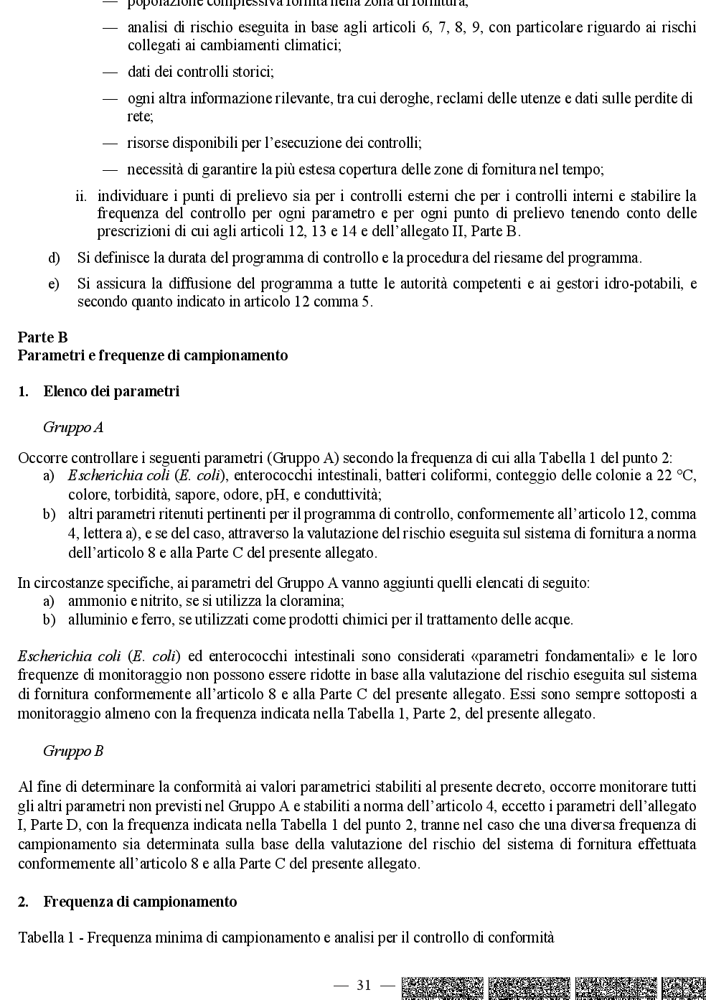 — popolazione complessiva fornita nella zona di fornitura;
— analisi di rischio eseguita in base agli articoli 6, 7, 8, 9, con particolare riguardo ai rischi
collegati ai cambiamenti climatici;
— dati dei controlli storici;
— ogni altra informazione rilevante, tra cui deroghe, reclami delle utenze e dati sulle perdite di
rete;
— risorse disponibili per l’esecuzione dei controlli;
— necessità di garantire la più estesa copertura delle zone di fornitura nel tempo;
ii. individuare i punti di prelievo sia per i controlli esterni che per i controlli interni e stabilire la
frequenza del controllo per ogni parametro e per ogni punto di prelievo tenendo conto delle
prescrizioni di cui agli articoli 12, 13 e 14 e dell’allegato II, Parte B.
d) Si definisce la durata del programma di controllo e la procedura del riesame del programma.
e) Si assicura la diffusione del programma a tutte le autorità competenti e ai gestori idro-potabili, e
secondo quanto indicato in articolo 12 comma 5.
Parte B
Parametri e frequenze di campionamento
1. Elenco dei parametri
Gruppo A
Occorre controllare i seguenti parametri (Gruppo A) secondo la frequenza di cui alla Tabella 1 del punto 2:
a) Escherichia coli (E. coli), enterococchi intestinali, batteri coliformi, conteggio delle colonie a 22 °C,
colore, torbidità, sapore, odore, pH, e conduttività;
b) altri parametri ritenuti pertinenti per il programma di controllo, conformemente all’articolo 12, comma
4, lettera a), e se del caso, attraverso la valutazione del rischio eseguita sul sistema di fornitura a norma
dell’articolo 8 e alla Parte C del presente allegato.
In circostanze specifiche, ai parametri del Gruppo A vanno aggiunti quelli elencati di seguito:
a) ammonio e nitrito, se si utilizza la cloramina;
b) alluminio e ferro, se utilizzati come prodotti chimici per il trattamento delle acque.
Escherichia coli (E. coli) ed enterococchi intestinali sono considerati «parametri fondamentali» e le loro
frequenze di monitoraggio non possono essere ridotte in base alla valutazione del rischio eseguita sul sistema
di fornitura conformemente all’articolo 8 e alla Parte C del presente allegato. Essi sono sempre sottoposti a
monitoraggio almeno con la frequenza indicata nella Tabella 1, Parte 2, del presente allegato.
Gruppo B
Al fine di determinare la conformità ai valori parametrici stabiliti al presente decreto, occorre monitorare tutti
gli altri parametri non previsti nel Gruppo A e stabiliti a norma dell’articolo 4, eccetto i parametri dell’allegato
I, Parte D, con la frequenza indicata nella Tabella 1 del punto 2, tranne nel caso che una diversa frequenza di
campionamento sia determinata sulla base della valutazione del rischio del sistema di fornitura effettuata
conformemente all’articolo 8 e alla Parte C del presente allegato.
2. Frequenza di campionamento
Tabella 1 - Frequenza minima di campionamento e analisi per il controllo di conformità
— 31 —